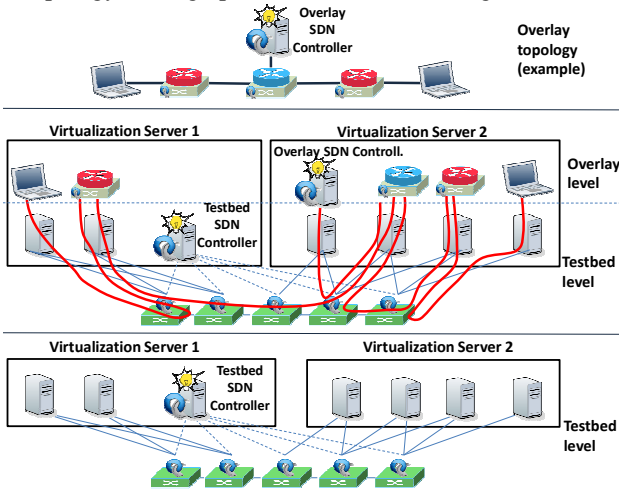 Overlay
SDN
Controller
Overlay
topology
(example)
Virtualization Server 1
Virtualization Server 2
Overlay SDN Controll.
Overlay
level
Testbed
SDN
Controller
Testbed
level
Virtualization Server 1
Virtualization Server 2
Testbed
SDN
Controller
Testbed
level